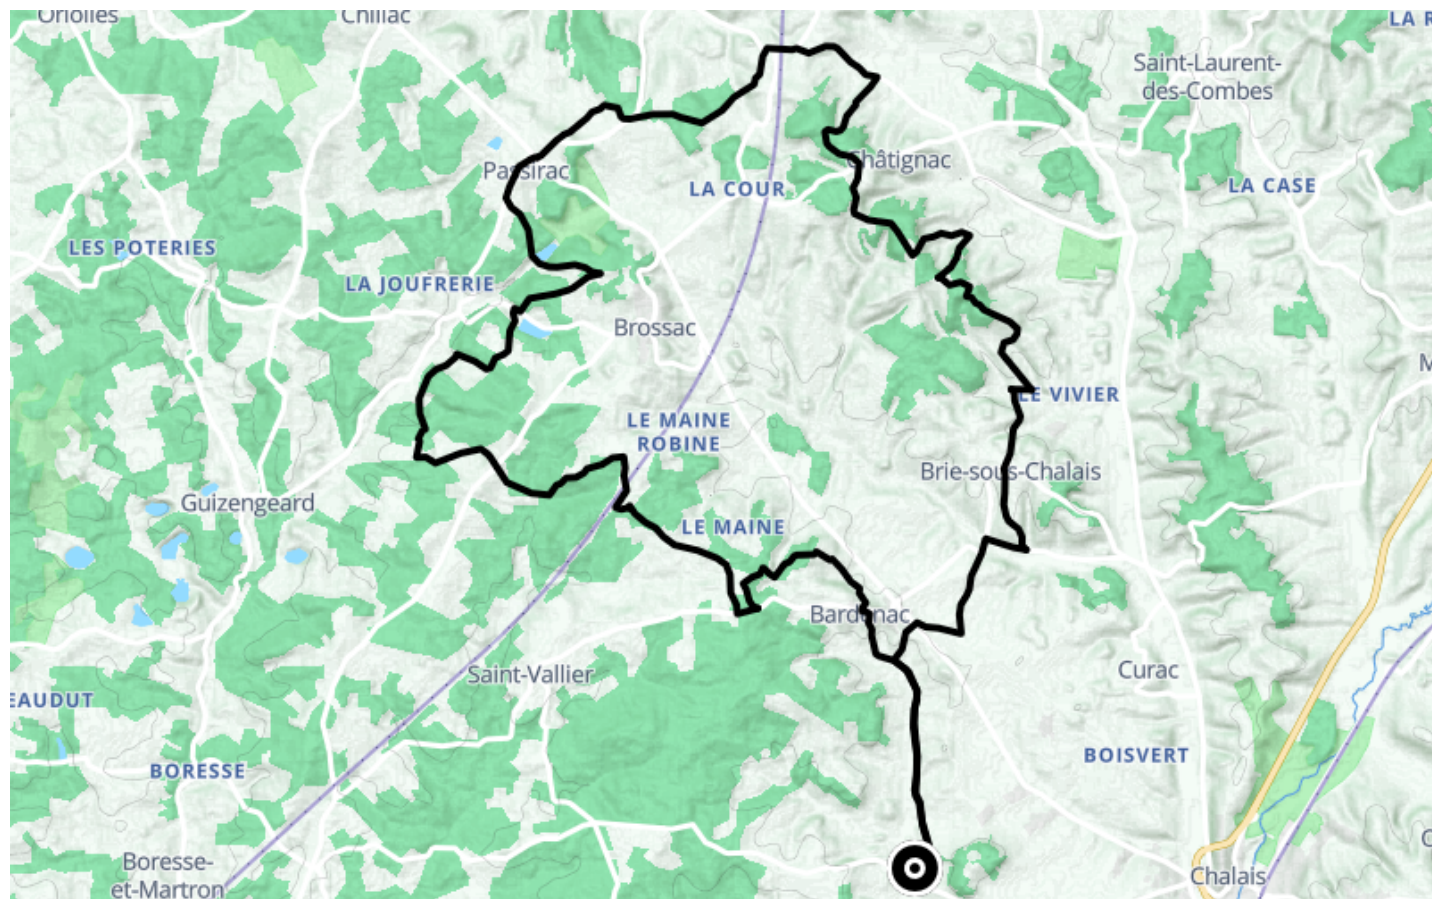 Oriolles
Chillac
LA R
Saint-Laurent-
des-Combes
Passirac
Châtignac
LA COUR
LA CASE
LES POTERIES
LA JOUFRERIE
Brossac
M
LE VIVIER
LE MAINE
ROBINE
Brie-sous-Chalais
Guizengeard
LE MAINE
Bardenac
Saint-Vallier
Curac
EAUDUT
BOISVERT
BORESSE
C
Boresse-
et-Martron
Chalais